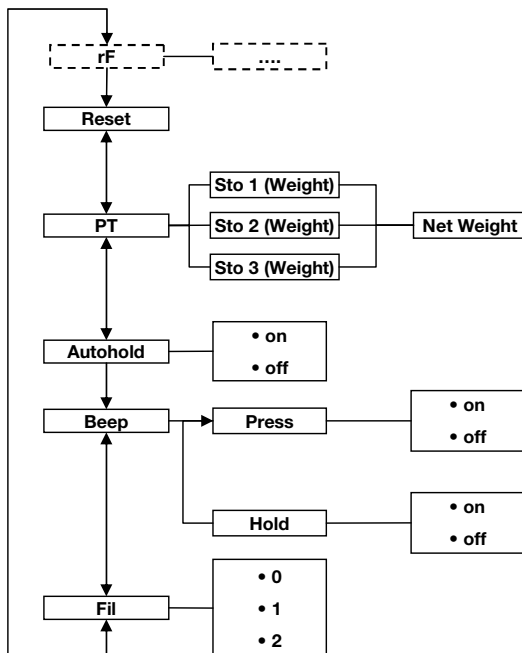 rF
....
Reset
Sto 1 (Weight)
PT
Sto 2 (Weight)
Net Weight
Sto 3 (Weight)
Autohold
• on
• off
Beep
Press
• on
• off
Hold
• on
• off
Fil
• 0
• 1
• 2